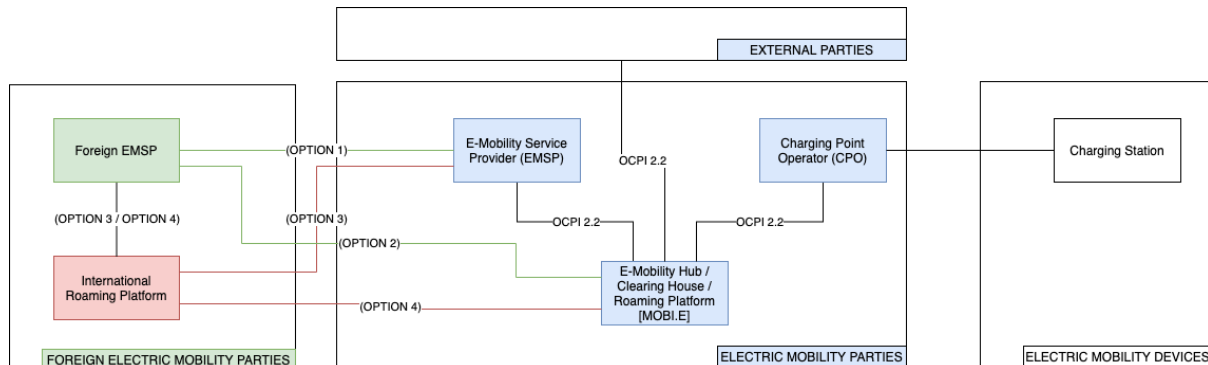 EXTERNAL PARTIES
Foreign EMSP
(OPTION 1)
E-Mobility Service
Provider (EMSP)
OCPI 2.2
Charging Point
Operator (CPO)
Charging Station
(OPTION 3 / OPTION 4)
(OPTION 3)
OCPI 2.2
OCPI 2.2
(OPTION 2)
International
Roaming Platform
E-Mobility Hub /
Clearing House /
Roaming Platform
[MOBI.E]
(OPTION 4)
FOREIGN ELECTRIC MOBILITY PARTIES
ELECTRIC MOBILITY PARTIES
ELECTRIC MOBILITY DEVICES